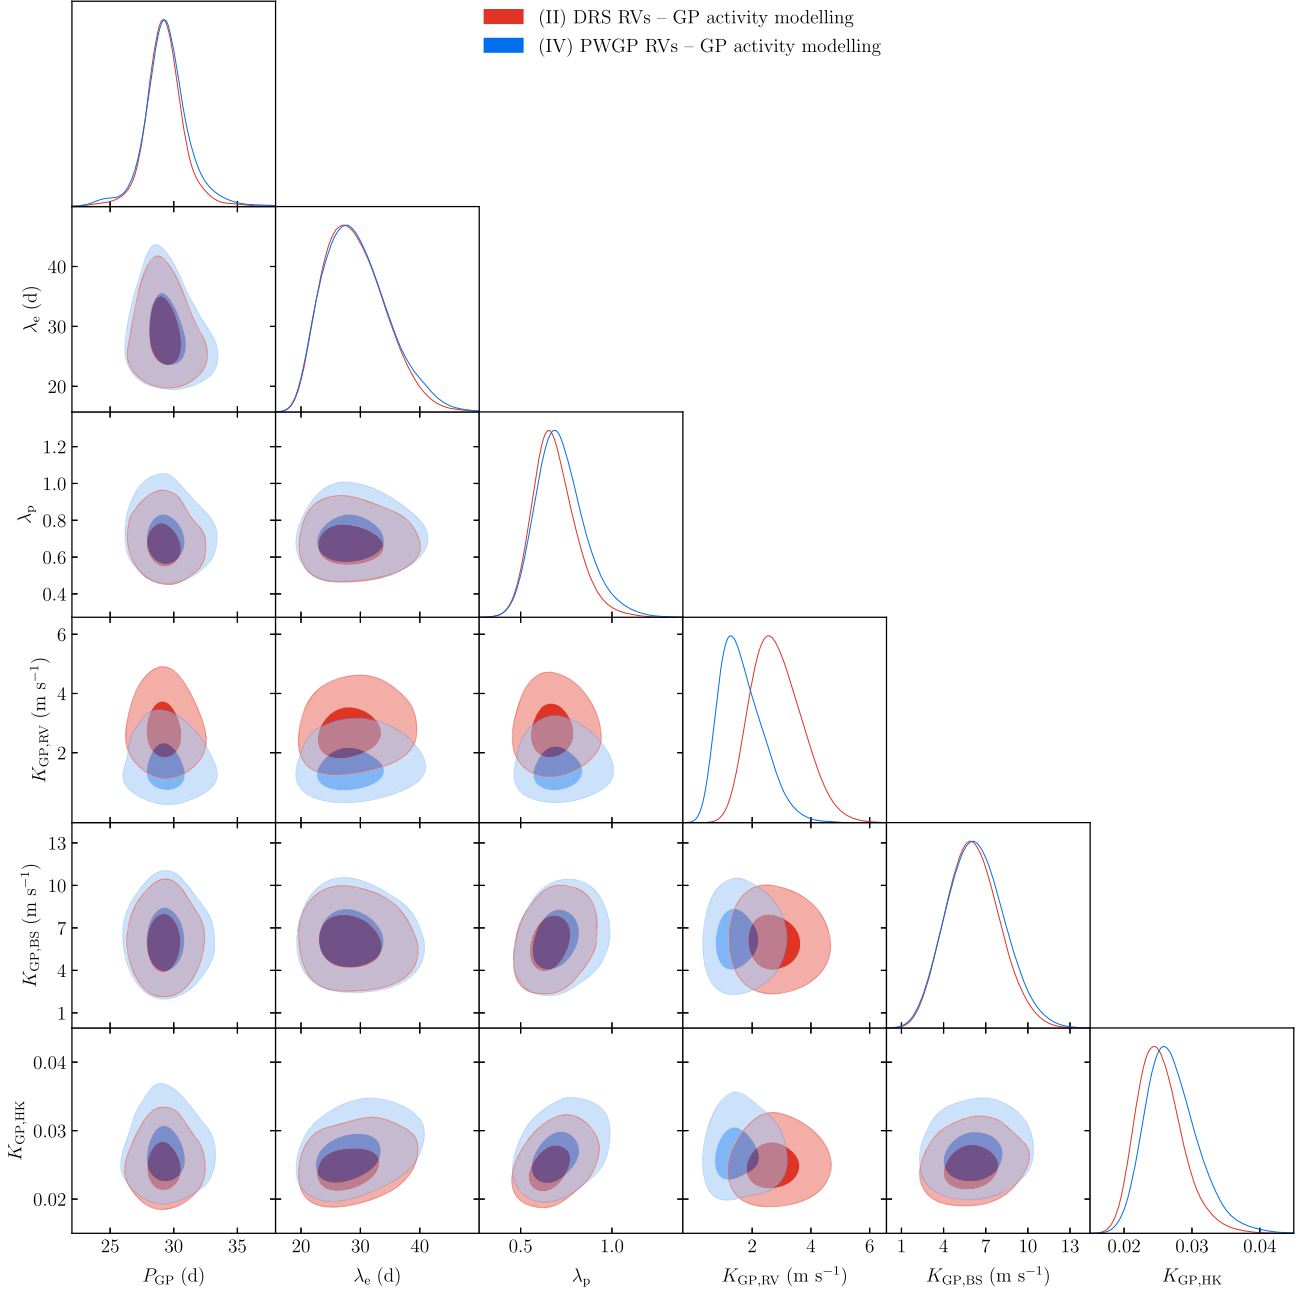 (II) DRS RVs – GP activity modelling
(IV) PWGP RVs – GP activity modelling
40
30
20
λe (d)
1.2
1.0
0.8
0.6
0.4
λp
6
4
2
KGP,RV (m s−1)
13
10
7
4
1
KGP,BS (m s−1)
0.04
0.03
0.02
KGP,HK
25 30 35 20 30 40 0.5 1.0 2 4 6 1 4 7 10 13 0.02 0.03 0.04
PGP (d) λe (d) λp KGP,RV (m s−1) KGP,BS (m s−1) KGP,HK